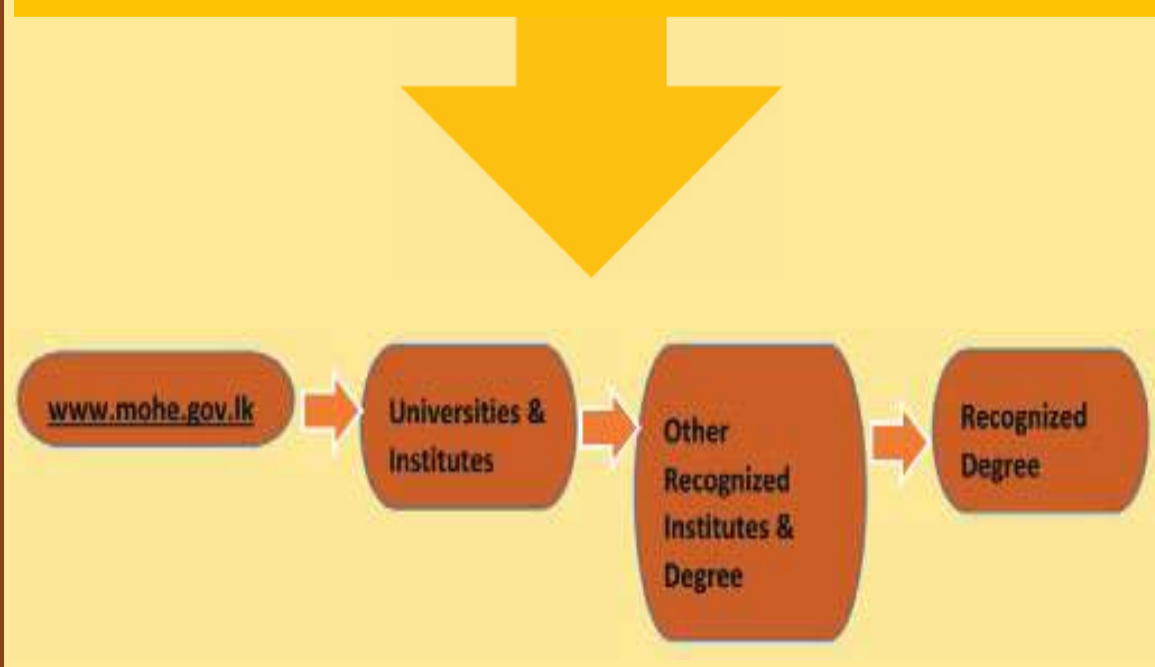 www.mohe.gov.lk
Universities &
Institutes
Other
Recognized
Institutes &
Degree
Recognized
Degree